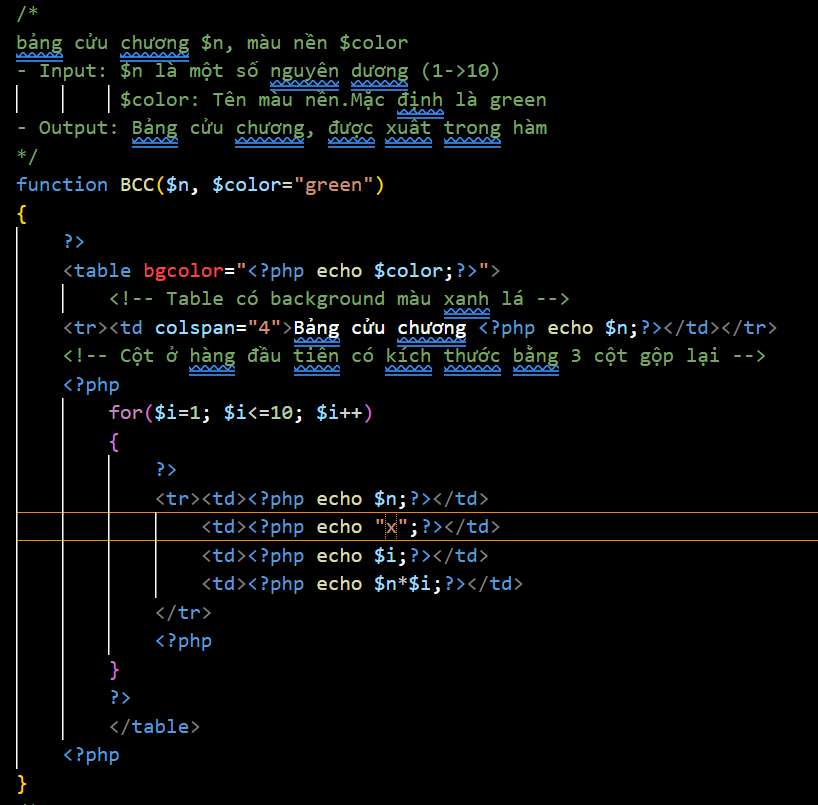 /*
bảng cửu chương $n, màu nền $color
- Input: $n là một số nguyên dương (1->10)
$color: Tên màu nền.Mặc định là green
- Output: Bảng cửu chương, được xuất trong hàm
*/
function BCC($n, $color="green")
{
?>
<table bgcolor="<?php echo $color;?>">
<!-- Table có background màu xanh lá -->
<tr><td colspan="4">Bảng cửu chương <?php echo $n;?></td></tr>
<!-- Cột ở hàng đầu tiên có kích thước bằng 3 cột gộp lại -->
<?php
for($i=1; $i<=10; $i++)
{
?>
<tr><td><?php echo $n;?></td>
<td><?php echo "x";?></td>
<td><?php echo $i;?></td>
<td><?php echo $n*$i;?></td>
</tr>
<?php
}
?>
</table>
<?php
}